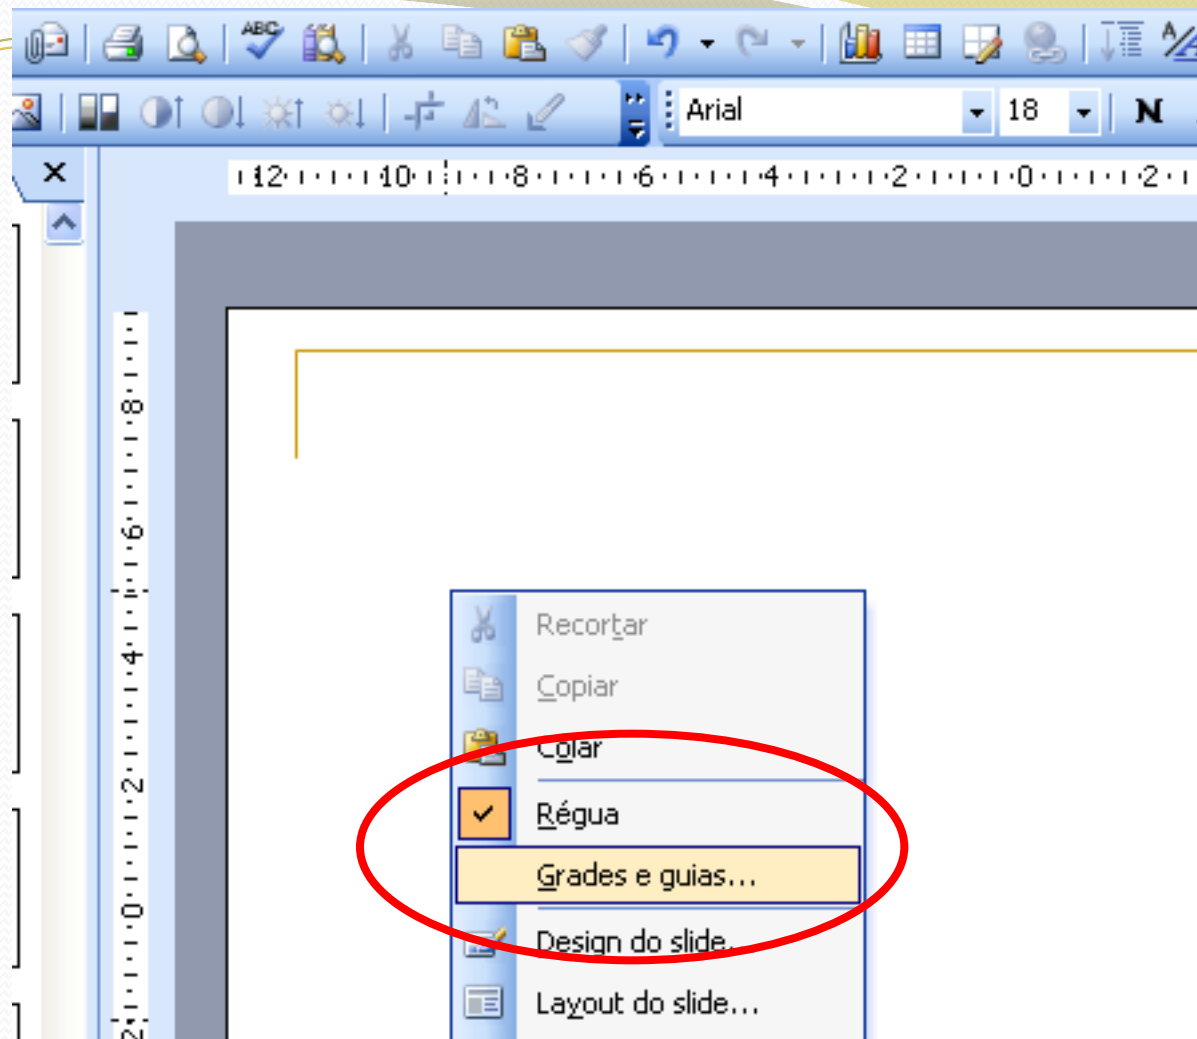 ABC
Arial 18 N
12 10 8 6 4 2 0 2
8
6
4
2
0
2
Recortar
Copiar
Colar
Régua
Grades e guias...
Design do slide...
Layout do slide...